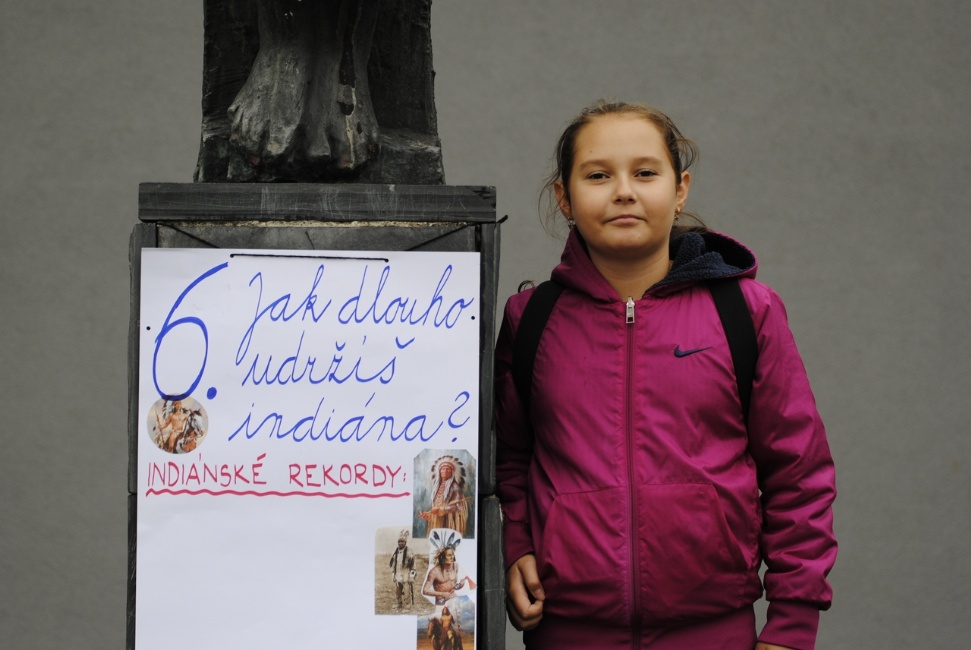 6. Jak dlouho
udržíš
indiána?
INDIÁNSKÉ REKORDY: